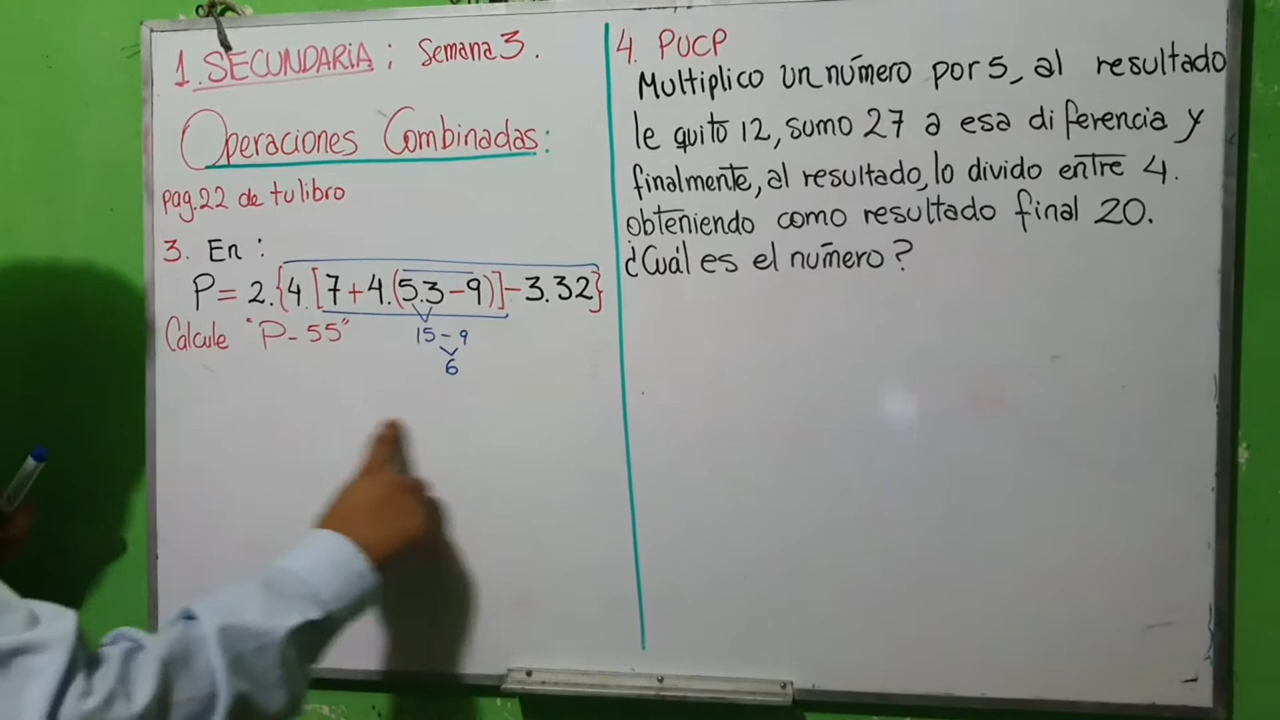 1. SECUNDARIA: Semana 3.
Operaciones Combinadas:
pag.22 de tu libro
3. En:
P= 2.{4.[7+4.(5.3-9)]-3.32}
Calcule "P-55"
15-9
6
4. PUCP
Multiplico un número por 5, al resultado
le quito 12, sumo 27 a esa diferencia y
finalmente, al resultado, lo divido entre 4.
obteniendo como resultado final 20.
¿Cuál es el número?